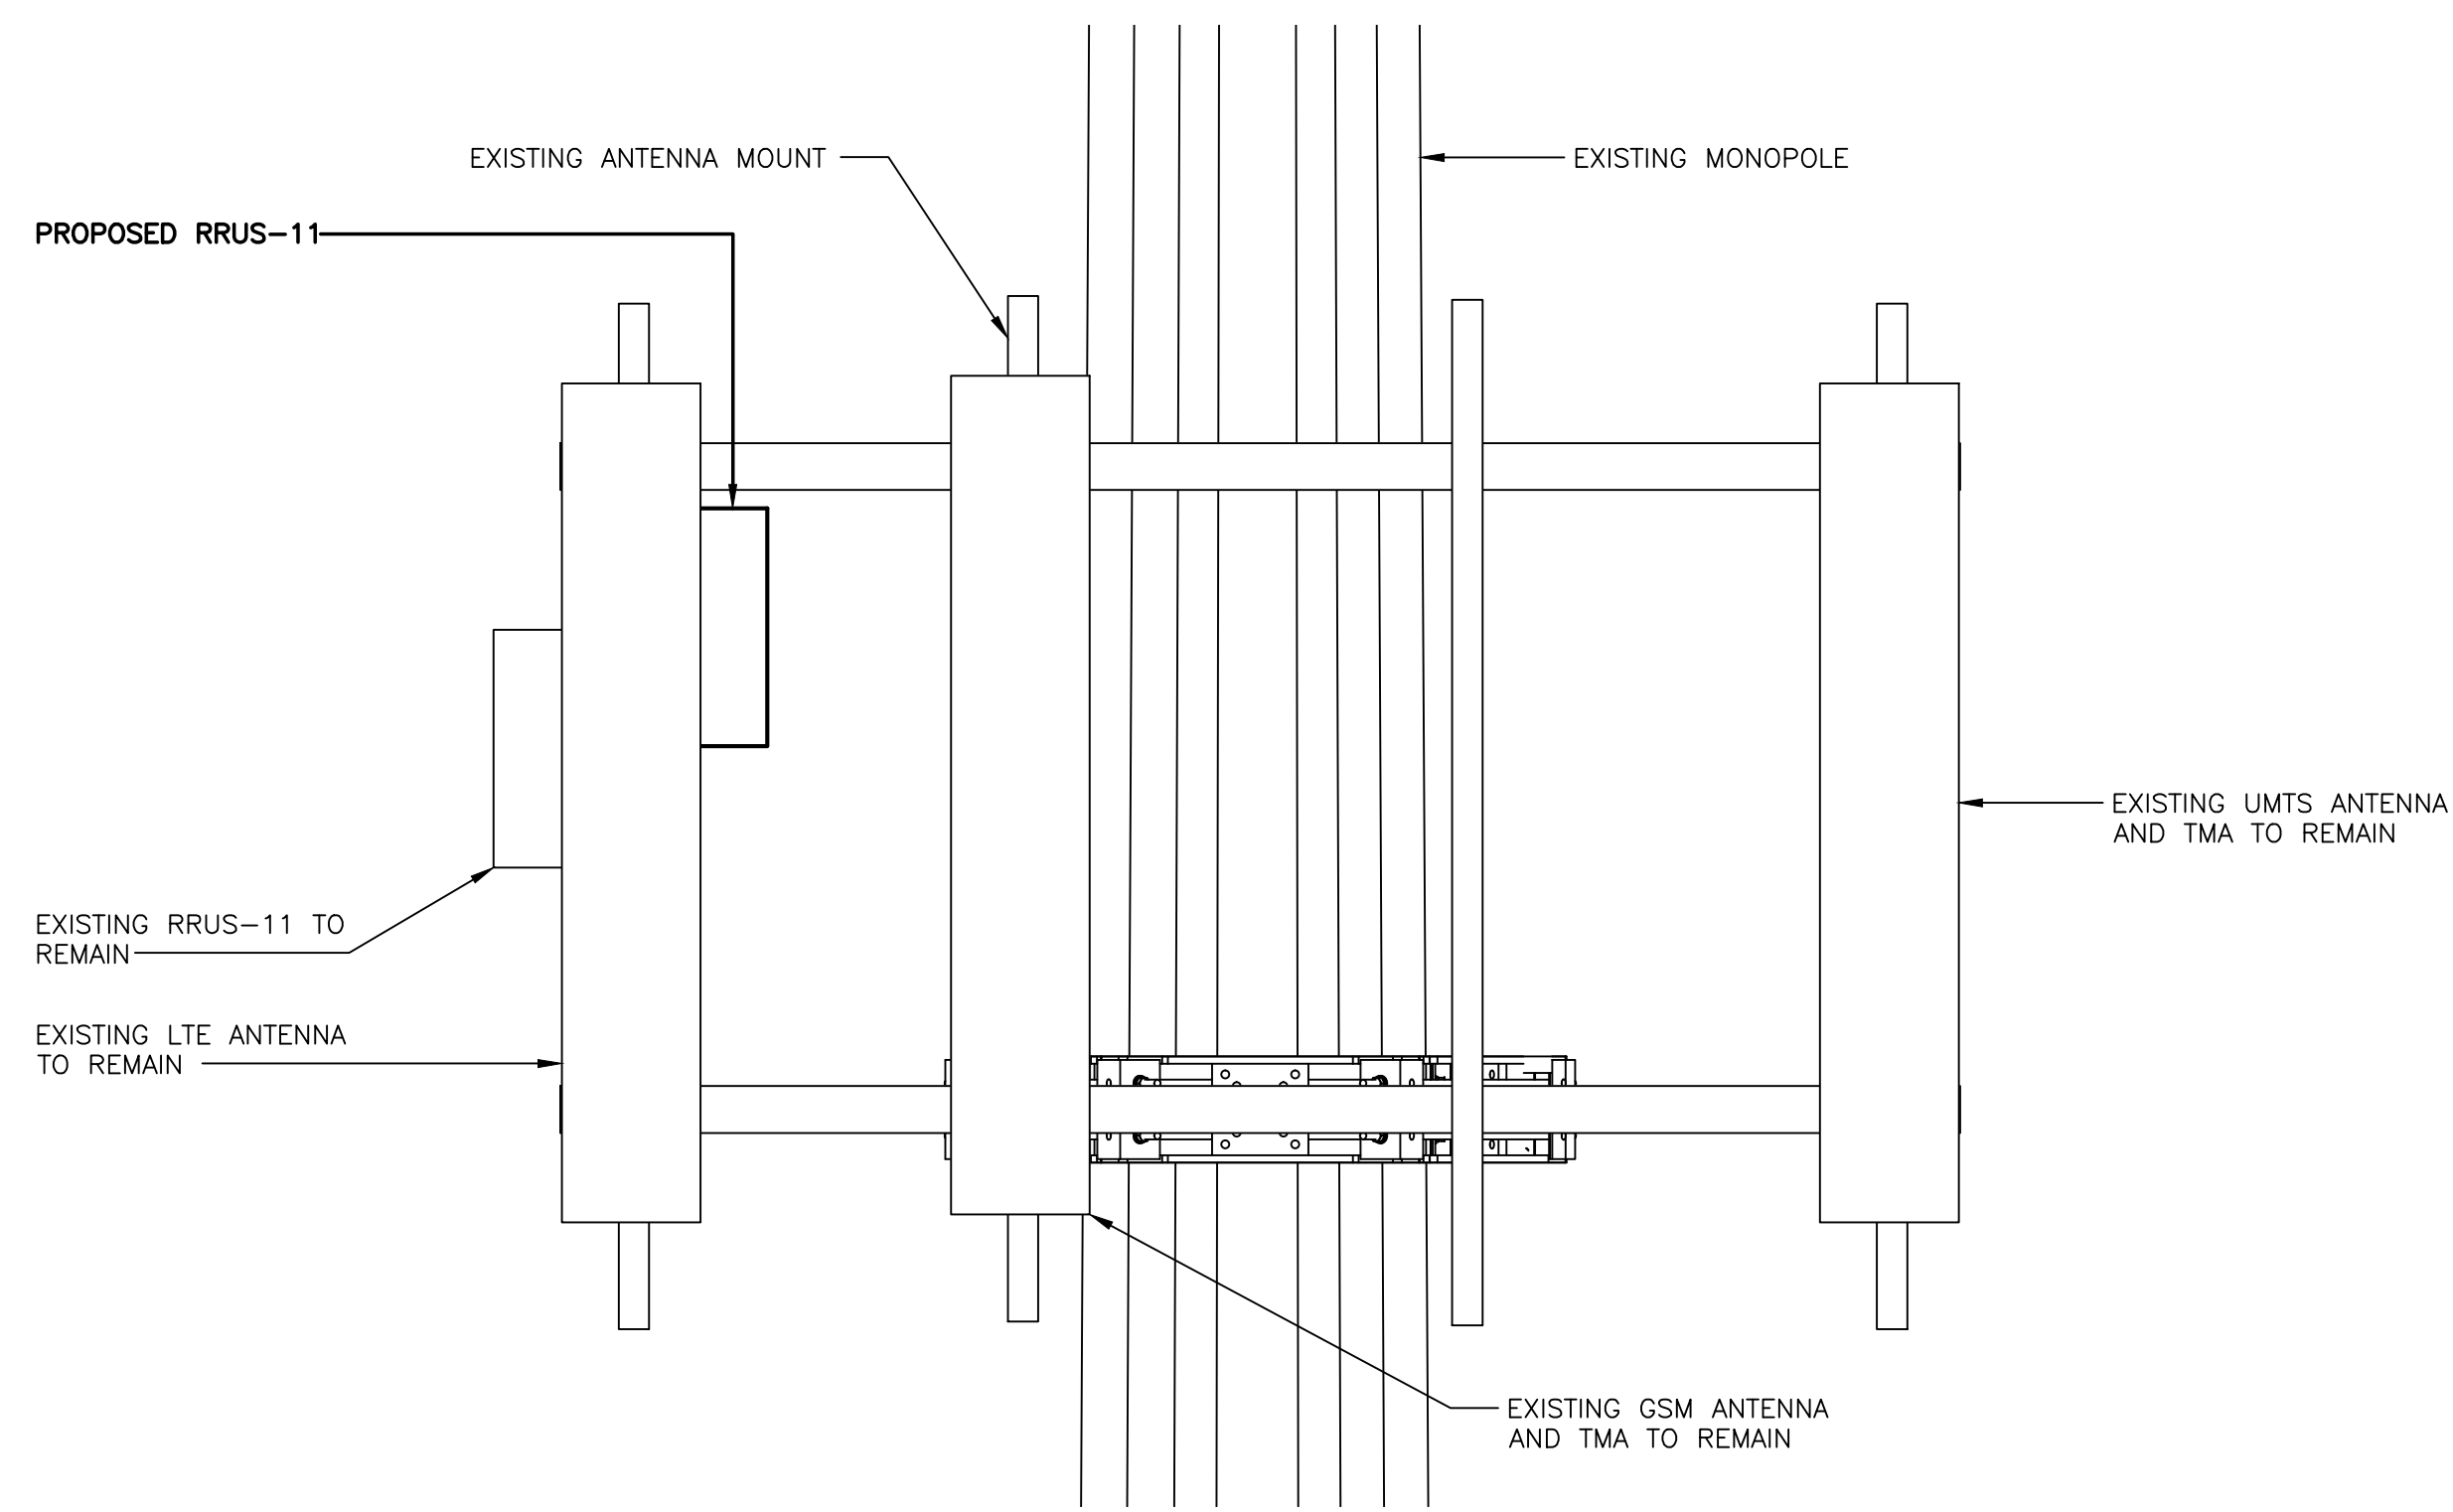 EXISTING ANTENNA MOUNT
EXISTING MONOPOLE
PROPOSED RRUS-11
EXISTING UMTS ANTENNA
AND TMA TO REMAIN
EXISTING RRUS-11 TO
REMAIN
EXISTING LTE ANTENNA
TO REMAIN
EXISTING GSM ANTENNA
AND TMA TO REMAIN